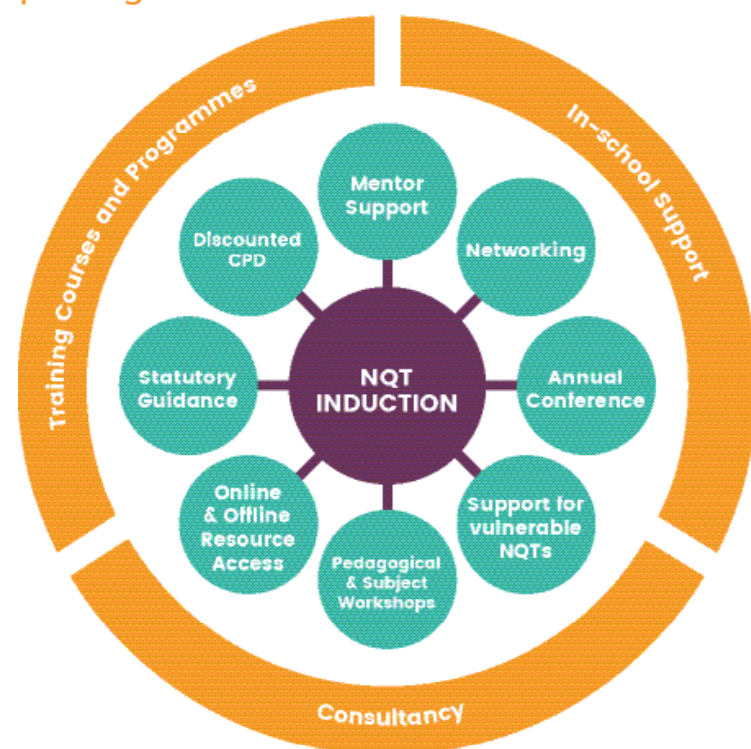 Training Courses and Programmes
In-school Support
Mentor
Support
Networking
Annual
Conference
Support for
vulnerable
NQTs
Pedagogical
& Subject
Workshops
Online
& Offline
Resource
Access
Statutory
Guidance
Discounted
CPD
NQT
INDUCTION
Consultancy